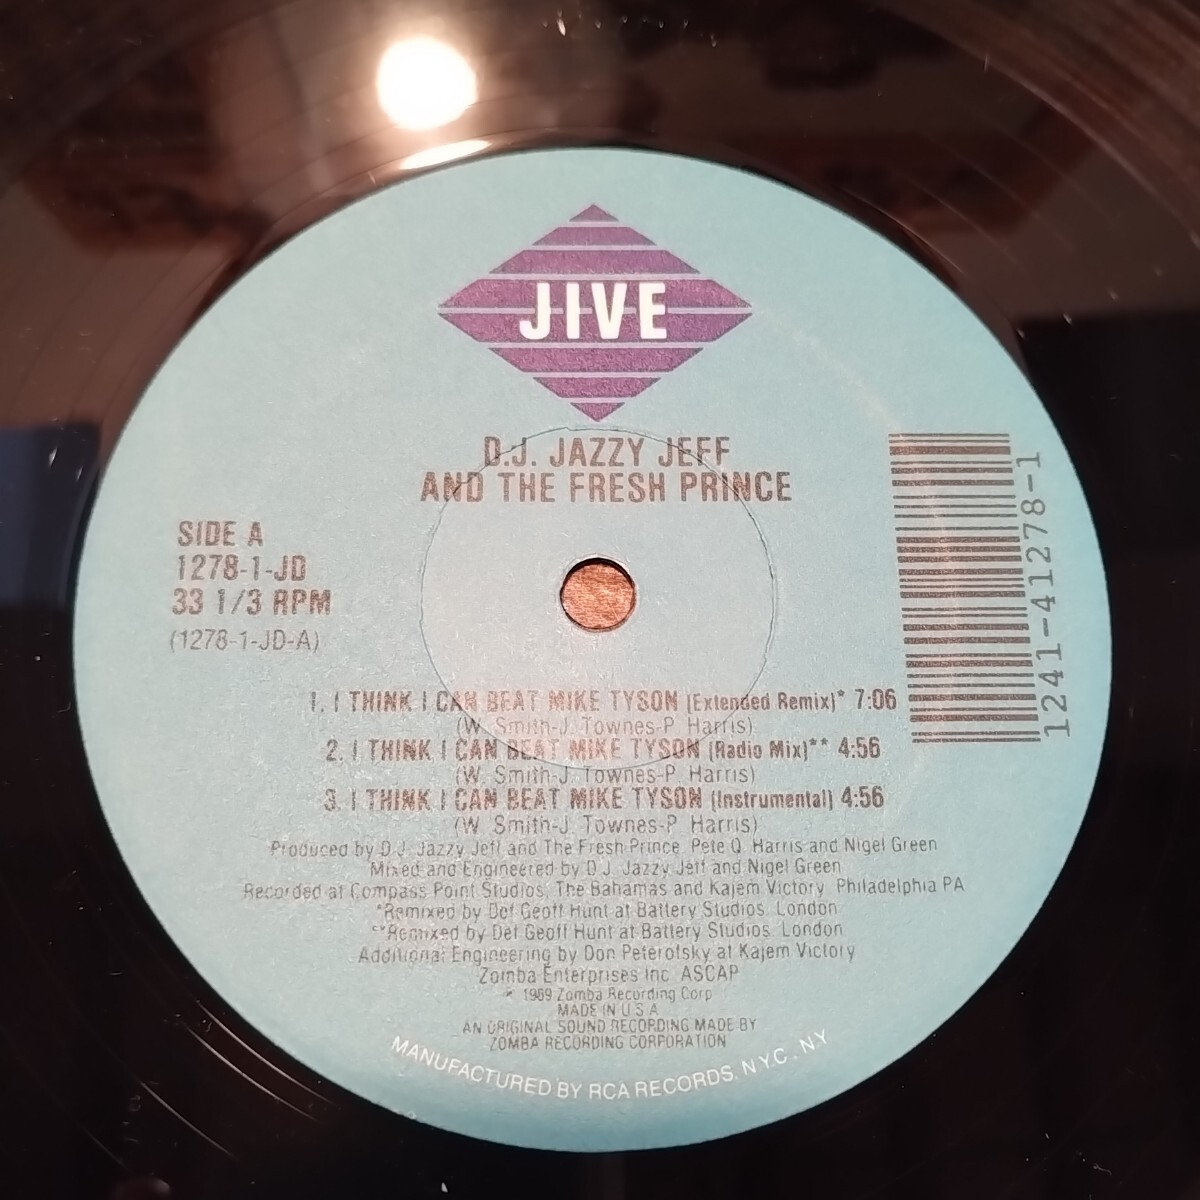 JIVE
D.J. JAZZY JEFF
AND THE FRESH PRINCE
SIDE A
1278-1-JD
33 1/3 RPM
(1278-1-JD-A)
1241-41278-1
1. I THINK I CAN BEAT MIKE TYSON (Extended Remix)* 7:06
(W. Smith-J. Townes-P. Harris)
2. I THINK I CAN BEAT MIKE TYSON (Radio Mix)** 4:56
(W. Smith-J. Townes-P. Harris)
3. I THINK I CAN BEAT MIKE TYSON (Instrumental) 4:56
(W. Smith-J. Townes-P. Harris)
Produced by D.J. Jazzy Jeff and The Fresh Prince, Pete Q. Harris and Nigel Green
Mixed and Engineered by D.J. Jazzy Jeff and Nigel Green
Recorded at Compass Point Studios, The Bahamas and Kajem Victory, Philadelphia PA
*Remixed by Def Geoff Hunt at Battery Studios, London
**Remixed by Def Geoff Hunt at Battery Studios, London
Additional Engineering by Don Peterofsky at Kajem Victory
Zomba Enterprises Inc. ASCAP
℗ 1989 Zomba Recording Corp
MADE IN U.S.A.
AN ORIGINAL SOUND RECORDING MADE BY
ZOMBA RECORDING CORPORATION
MANUFACTURED BY RCA RECORDS, N.Y.C., N.Y.